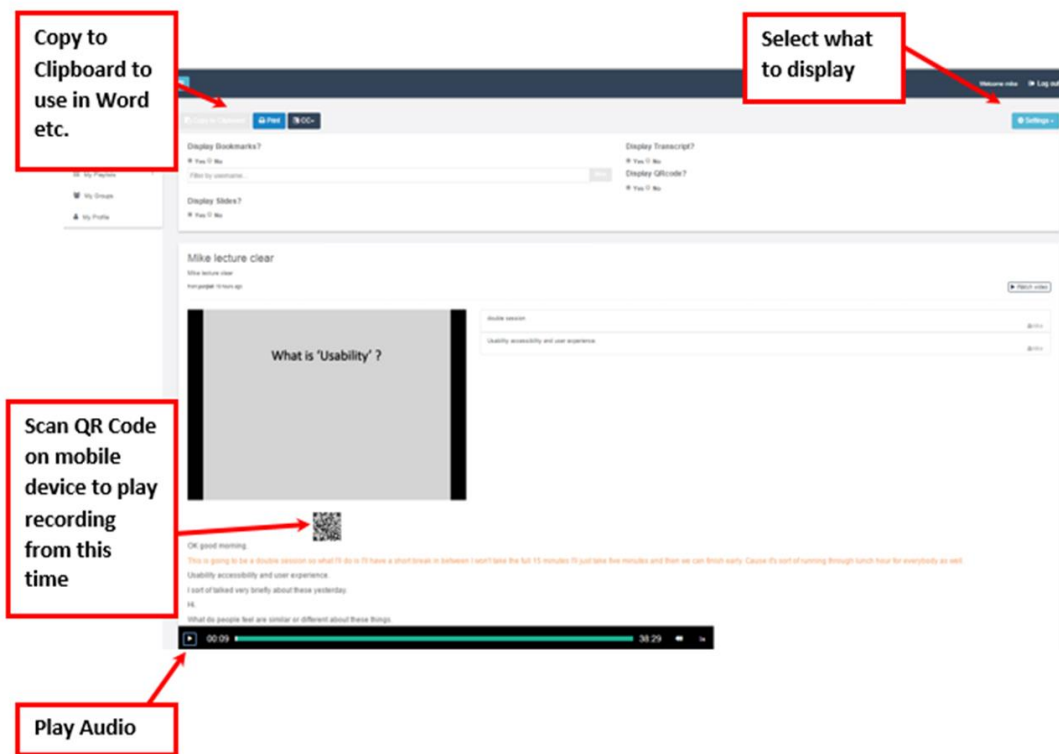 Copy to
Clipboard to
use in Word
etc.
Select what
to display
Welcome mike Log out
Copy to Clipboard Print CC
Settings
Display Bookmarks?
Yes No
Filter by username...
Display Slides?
Yes No
Display Transcript?
Yes No
Display QRcode?
Yes No
My Playlists
My Groups
My Profile
Mike lecture clear
Mike lecture clear
Watch video
What is 'Usability' ?
double session
Usability accessibility and user experience.
Scan QR Code
on mobile
device to play
recording
from this
time
OK good morning.
This is going to be a double session so what I'll do is I'll have a short break in between I won't take the full 15 minutes I'll just take five minutes and then we can finish early. Cause it's sort of running through lunch hour for everybody as well.
Usability accessibility and user experience.
I sort of talked very briefly about these yesterday.
Hi.
What do people feel are similar or different about these things.
00:09 38:29
Play Audio